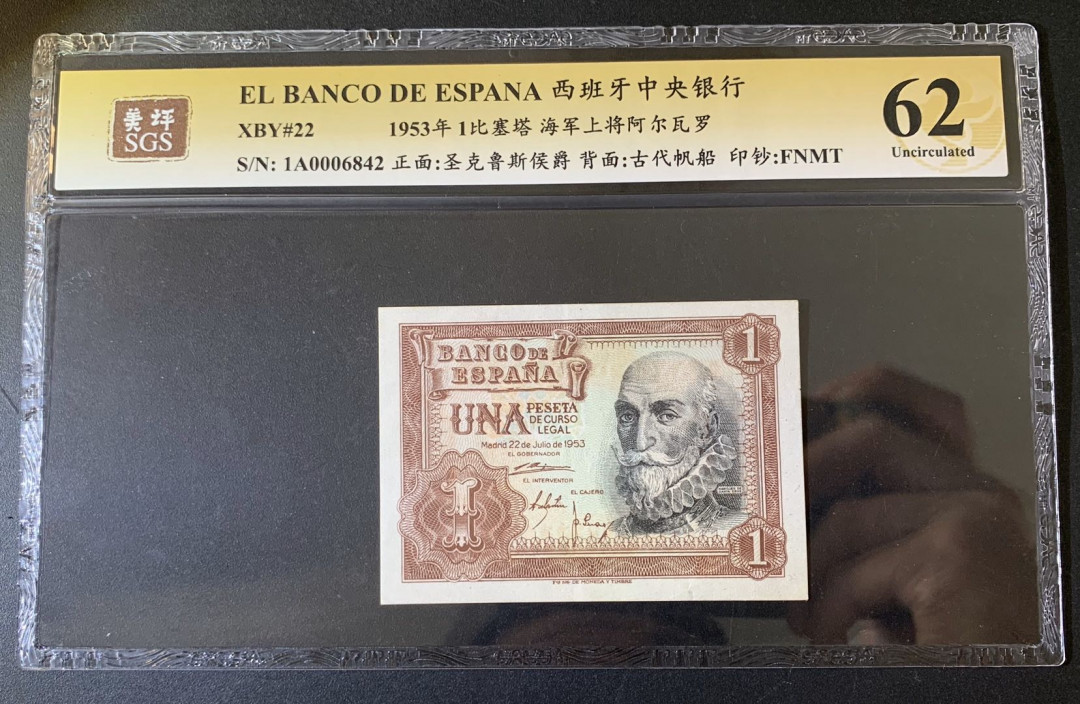 EL BANCO DE ESPANA 西班牙中央银行
XBY#22 1953年 1比塞塔 海军上将阿尔瓦罗
S/N: 1A0006842 正面:圣克鲁斯侯爵 背面:古代帆船 印钞:FNMT
美评
SGS
62
Uncirculated
BANCO DE
ESPAÑA
1
UNA PESETA
DE CURSO
LEGAL
Madrid 22 de Julio de 1953
EL GOBERNADOR
EL INTERVENTOR
EL CAJERO
1
1
DE MONEDA Y TIMBRE